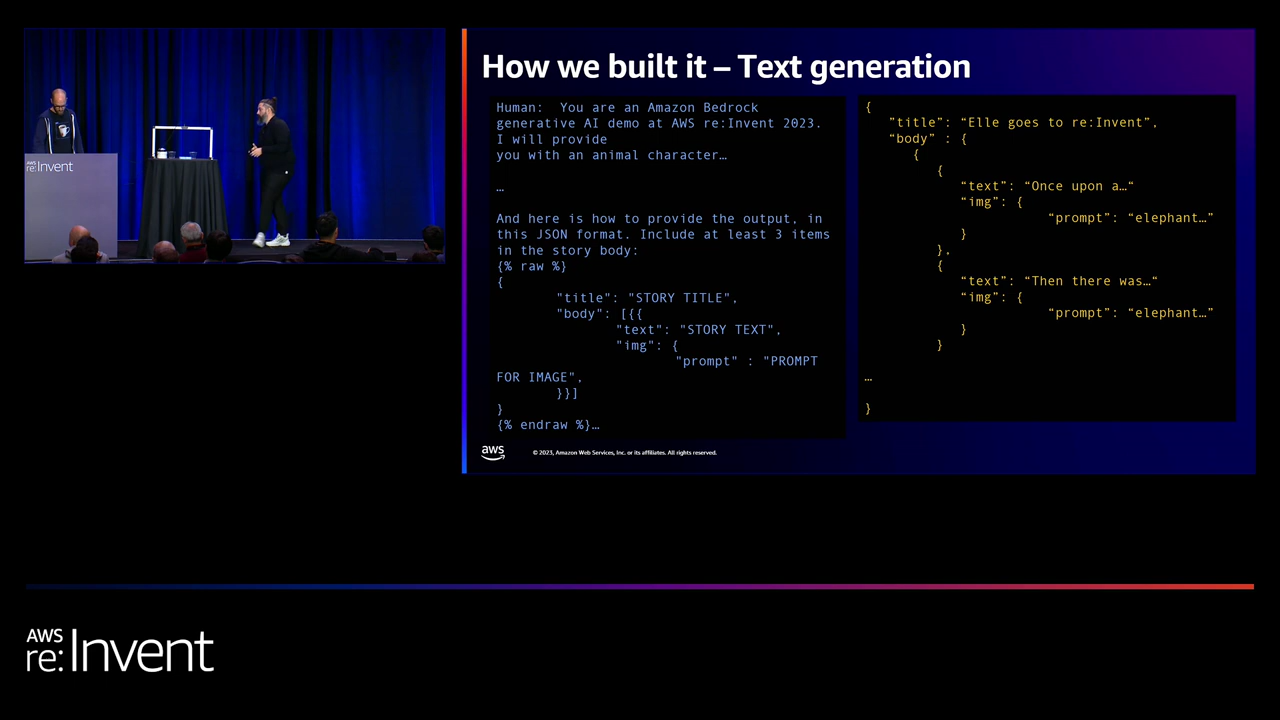 How we built it – Text generation
Human:  You are an Amazon Bedrock
generative AI demo at AWS re:Invent 2023.
I will provide
you with an animal character…
…
And here is how to provide the output, in
this JSON format. Include at least 3 items
in the story body:
{% raw %}
{
"title": "STORY TITLE",
"body": [{{
"text": "STORY TEXT",
"img": {
"prompt" : "PROMPT
FOR IMAGE",
}}]
}
{% endraw %}…
{
“title": “Elle goes to re:Invent”,
“body” : {
{
{
“text": “Once upon a…“
“img": {
“prompt": “elephant…”
}
},
{
“text": “Then there was…“
“img": {
“prompt": “elephant…”
}
}
…
}
aws
© 2023, Amazon Web Services, Inc. or its affiliates. All rights reserved.
AWS
re:Invent
AWS
re:Invent